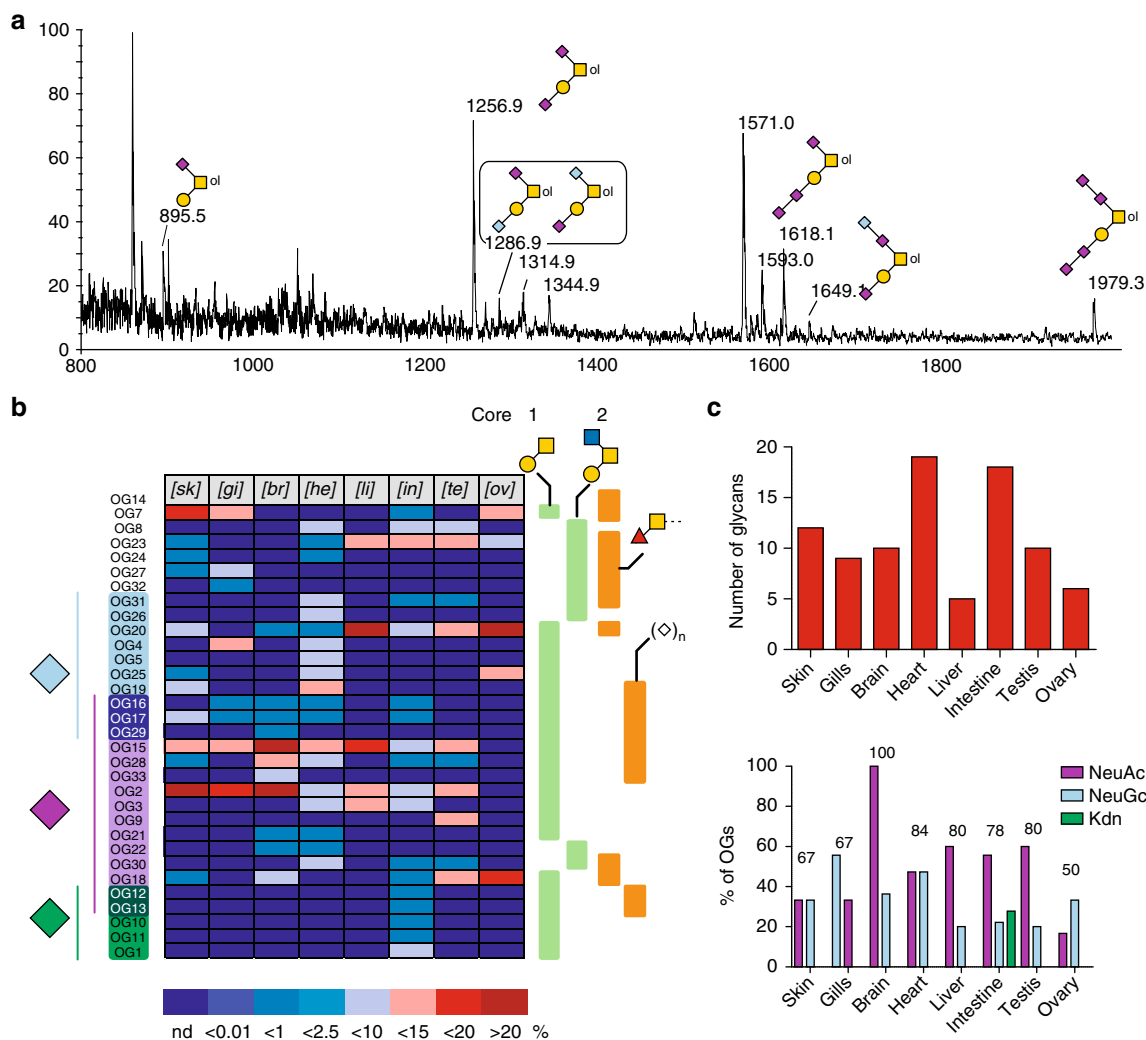 a
100
80
60
40
20
0
800
1000
1200
1400
1600
1800
895.5
ol
1256.9
ol
ol
ol
1286.9
1314.9
1344.9
1571.0
ol
1593.0
1618.1
1649.1
ol
1979.3
ol
b
Core 1 2
[sk] [gi] [br] [he] [li] [in] [te] [ov]
OG14
OG7
OG8
OG23
OG24
OG27
OG32
OG31
OG26
OG20
OG4
OG5
OG25
OG19
OG16
OG17
OG29
OG15
OG28
OG33
OG2
OG3
OG9
OG21
OG22
OG30
OG18
OG12
OG13
OG10
OG11
OG1
( )n
nd <0.01 <1 <2.5 <10 <15 <20 >20 %
c
Number of glycans
20
15
10
5
0
Skin
Gills
Brain
Heart
Liver
Intestine
Testis
Ovary
% of OGs
100
80
60
40
20
0
67
67
100
84
80
78
80
50
NeuAc
NeuGc
Kdn
Skin
Gills
Brain
Heart
Liver
Intestine
Testis
Ovary